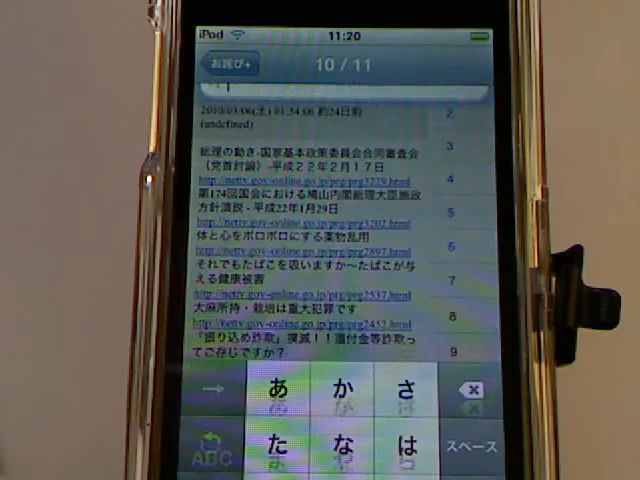 iPod 11:20
お詫び+ 10 / 11
2010/03/06(土) 01:54:06 約24日前 2
(undefined)
総理の動き-国家基本政策委員会合同審査会 3
（党首討論）-平成２２年２月１７日
http://nettv.gov-online.go.jp/prg/prg3229.html 4
第174回国会における鳩山内閣総理大臣施政
方針演説 - 平成22年1月29日 5
http://nettv.gov-online.go.jp/prg/prg3202.html
体と心をボロボロにする薬物乱用 6
http://nettv.gov-online.go.jp/prg/prg2897.html
それでもたばこを吸いますか～たばこが与
える健康被害 7
http://nettv.gov-online.go.jp/prg/prg2537.html
大麻所持・栽培は重大犯罪です 8
http://nettv.gov-online.go.jp/prg/prg2452.html
「振り込め詐欺」撲滅！！還付金等詐欺っ
てご存じですか？ 9
→ あ か さ
ABC た な は スペース